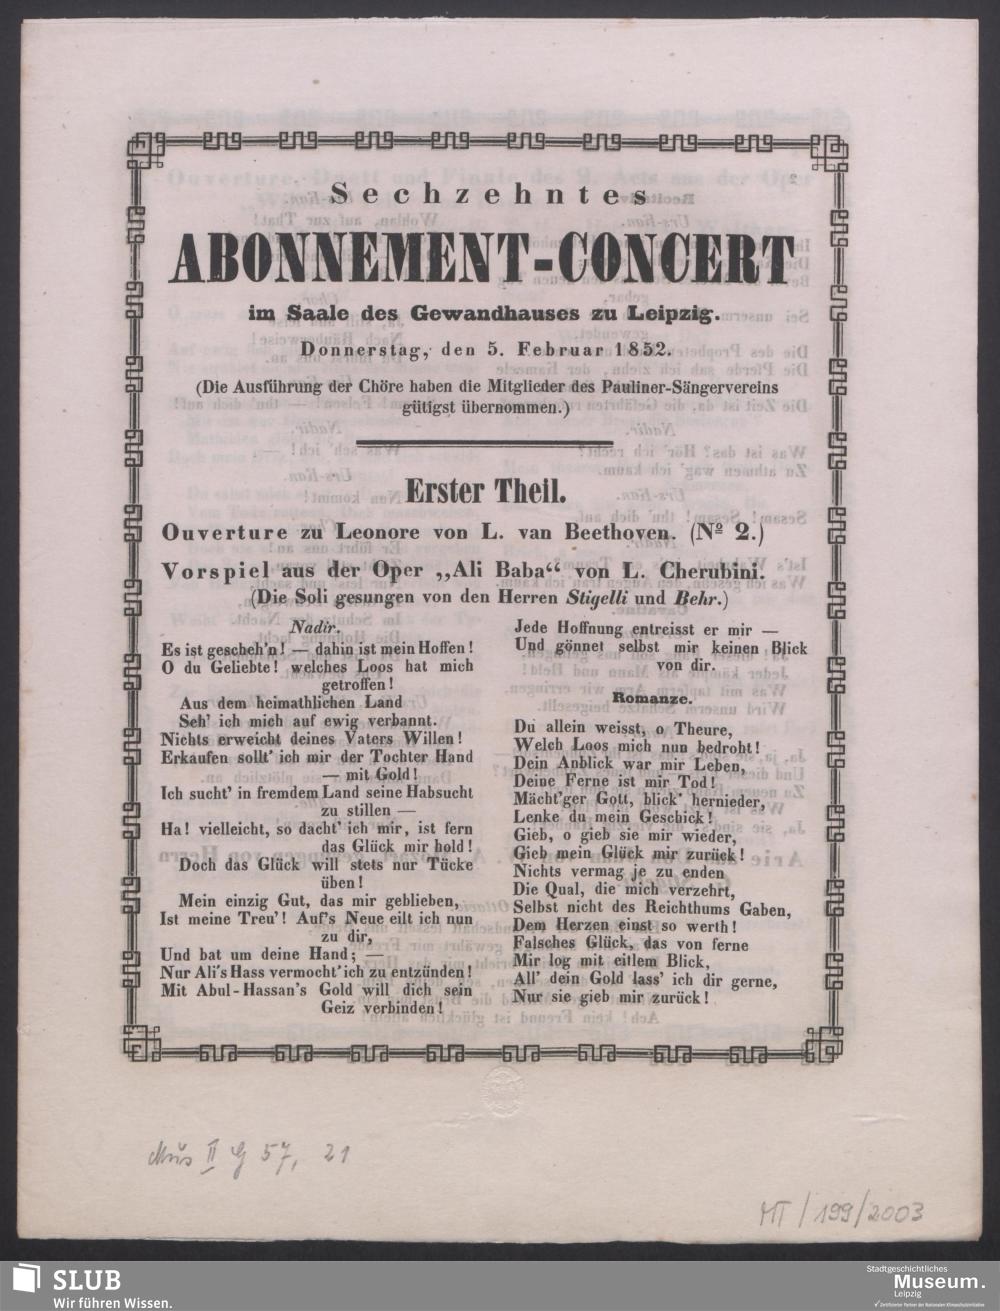 Sechzehntes
ABONNEMENT-CONCERT
im Saale des Gewandhauses zu Leipzig.
Donnerstag, den 5. Februar 1852.
(Die Ausführung der Chöre haben die Mitglieder des Pauliner-Sängervereins
gütigst übernommen.)
Erster Theil.
Ouverture zu Leonore von L. van Beethoven. (Nº 2.)
Vorspiel aus der Oper „Ali Baba“ von L. Cherubini.
(Die Soli gesungen von den Herren Stigelli und Behr.)
Nadir.
Es ist gescheh'n! — dahin ist mein Hoffen!
O du Geliebte! welches Loos hat mich
getroffen!
Aus dem heimathlichen Land
Seh' ich mich auf ewig verbannt.
Nichts erweicht deines Vaters Willen!
Erkaufen sollt' ich mir der Tochter Hand
— mit Gold!
Ich sucht' in fremdem Land seine Habsucht
zu stillen —
Ha! vielleicht, so dacht' ich mir, ist fern
das Glück mir hold!
Doch das Glück will stets nur Tücke
üben!
Mein einzig Gut, das mir geblieben,
Ist meine Treu'! Auf's Neue eilt ich nun
zu dir,
Und bat um deine Hand; —
Nur Ali's Hass vermocht' ich zu entzünden!
Mit Abul-Hassan's Gold will dich sein
Geiz verbinden!
Jede Hoffnung entreisst er mir —
Und gönnet selbst mir keinen Blick
von dir.
Romanze.
Du allein weisst, o Theure,
Welch Loos mich nun bedroht!
Dein Anblick war mir Leben,
Deine Ferne ist mir Tod!
Mächt'ger Gott, blick' hernieder,
Lenke du mein Geschick!
Gieb, o gieb sie mir wieder,
Gieb mein Glück mir zurück!
Nichts vermag je zu enden
Die Qual, die mich verzehrt,
Selbst nicht des Reichthums Gaben,
Dem Herzen einst so werth!
Falsches Glück, das von ferne
Mir log mit eitlem Blick,
All' dein Gold lass' ich dir gerne,
Nur sie gieb mir zurück!
Mus II G 57, 21
MT/199/2003
SLUB
Wir führen Wissen.
Stadtgeschichtliches
Museum.
Leipzig